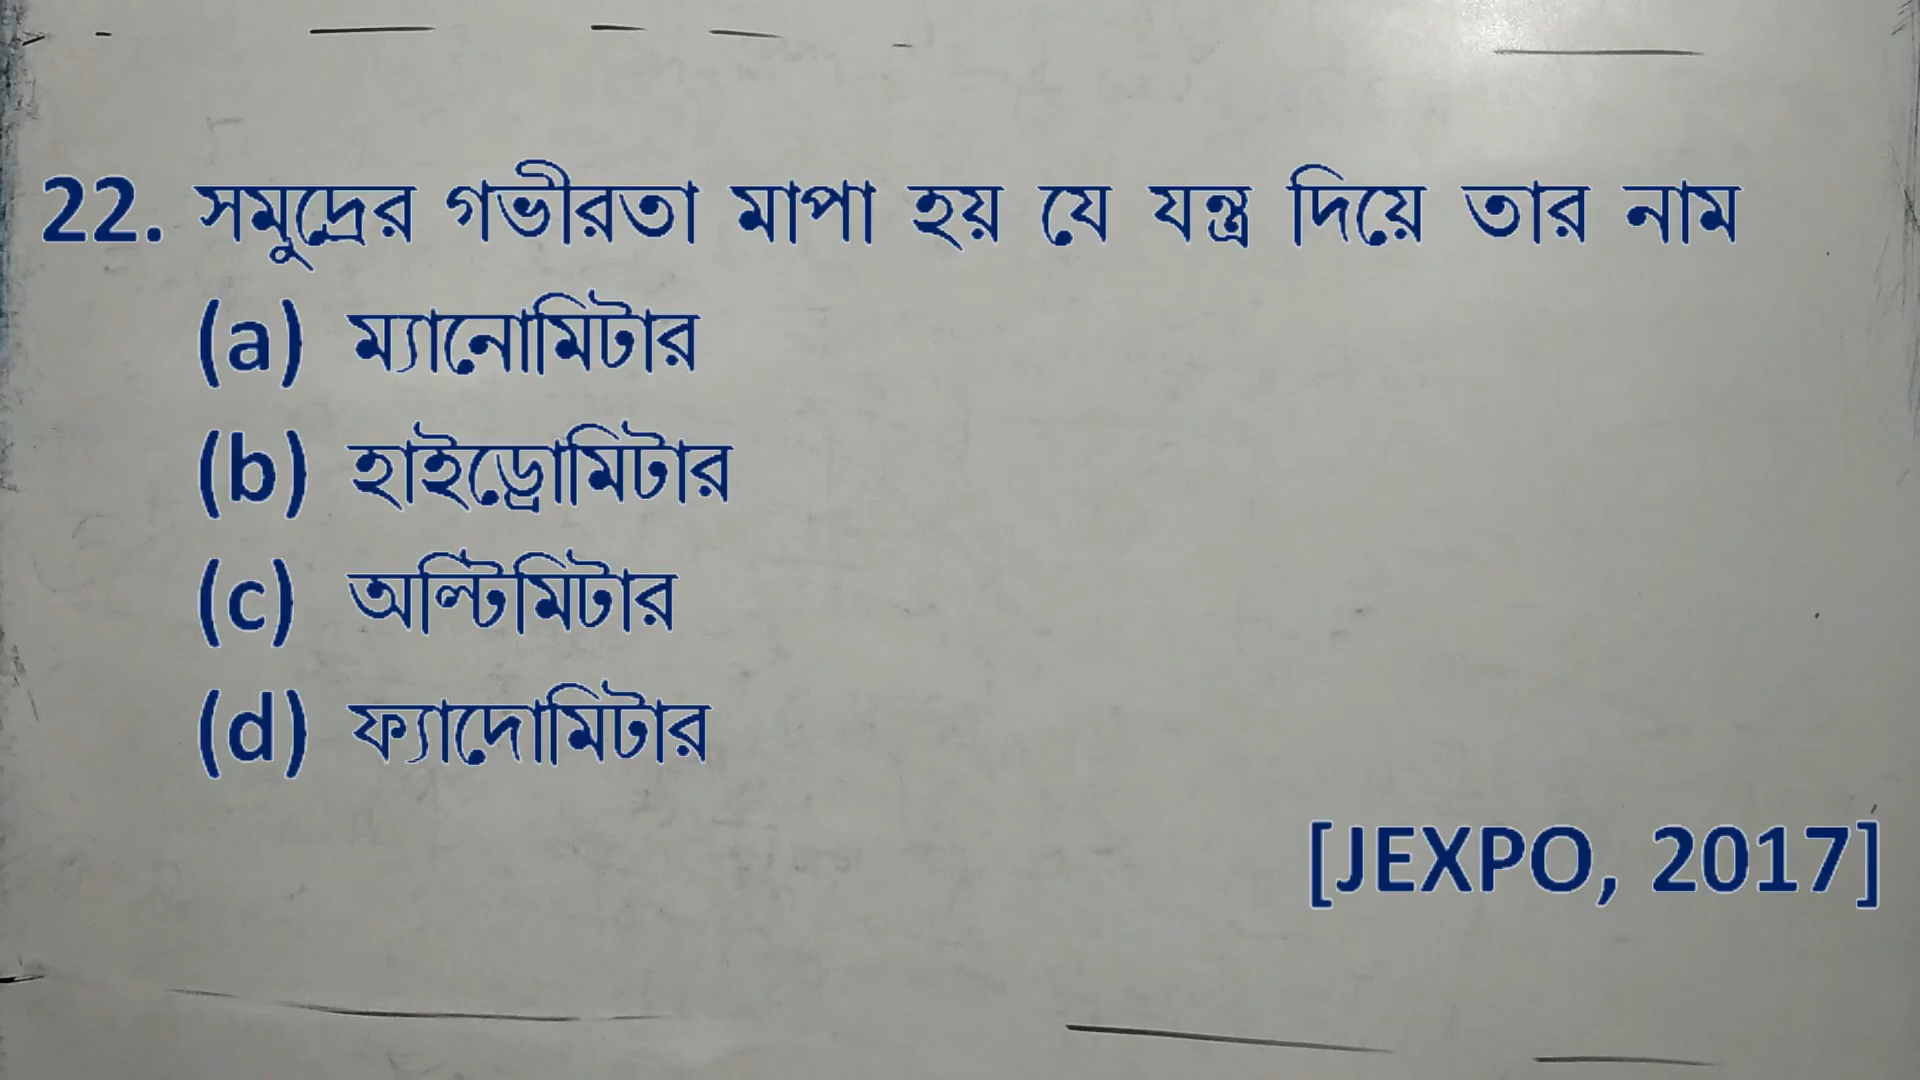 22. সমুদ্রের গভীরতা মাপা হয় যে যন্ত্র দিয়ে তার নাম
(a) ম্যানোমিটার
(b) হাইড্রোমিটার
(c) অল্টিমিটার
(d) ফ্যাদোমিটার
[JEXPO, 2017]